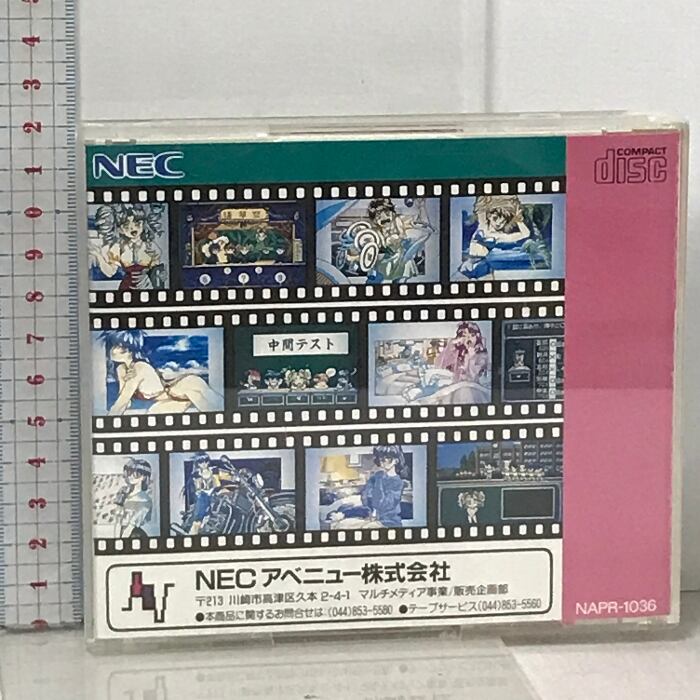 NEC
COMPACT
disc
中間テスト
NECアベニュー株式会社
〒213 川崎市高津区久本 2-4-1 マルチメディア事業/販売企画部
●本商品に関するお問合せは:(044)853-5580 ●テープサービス(044)853-5560
NAPR-1036